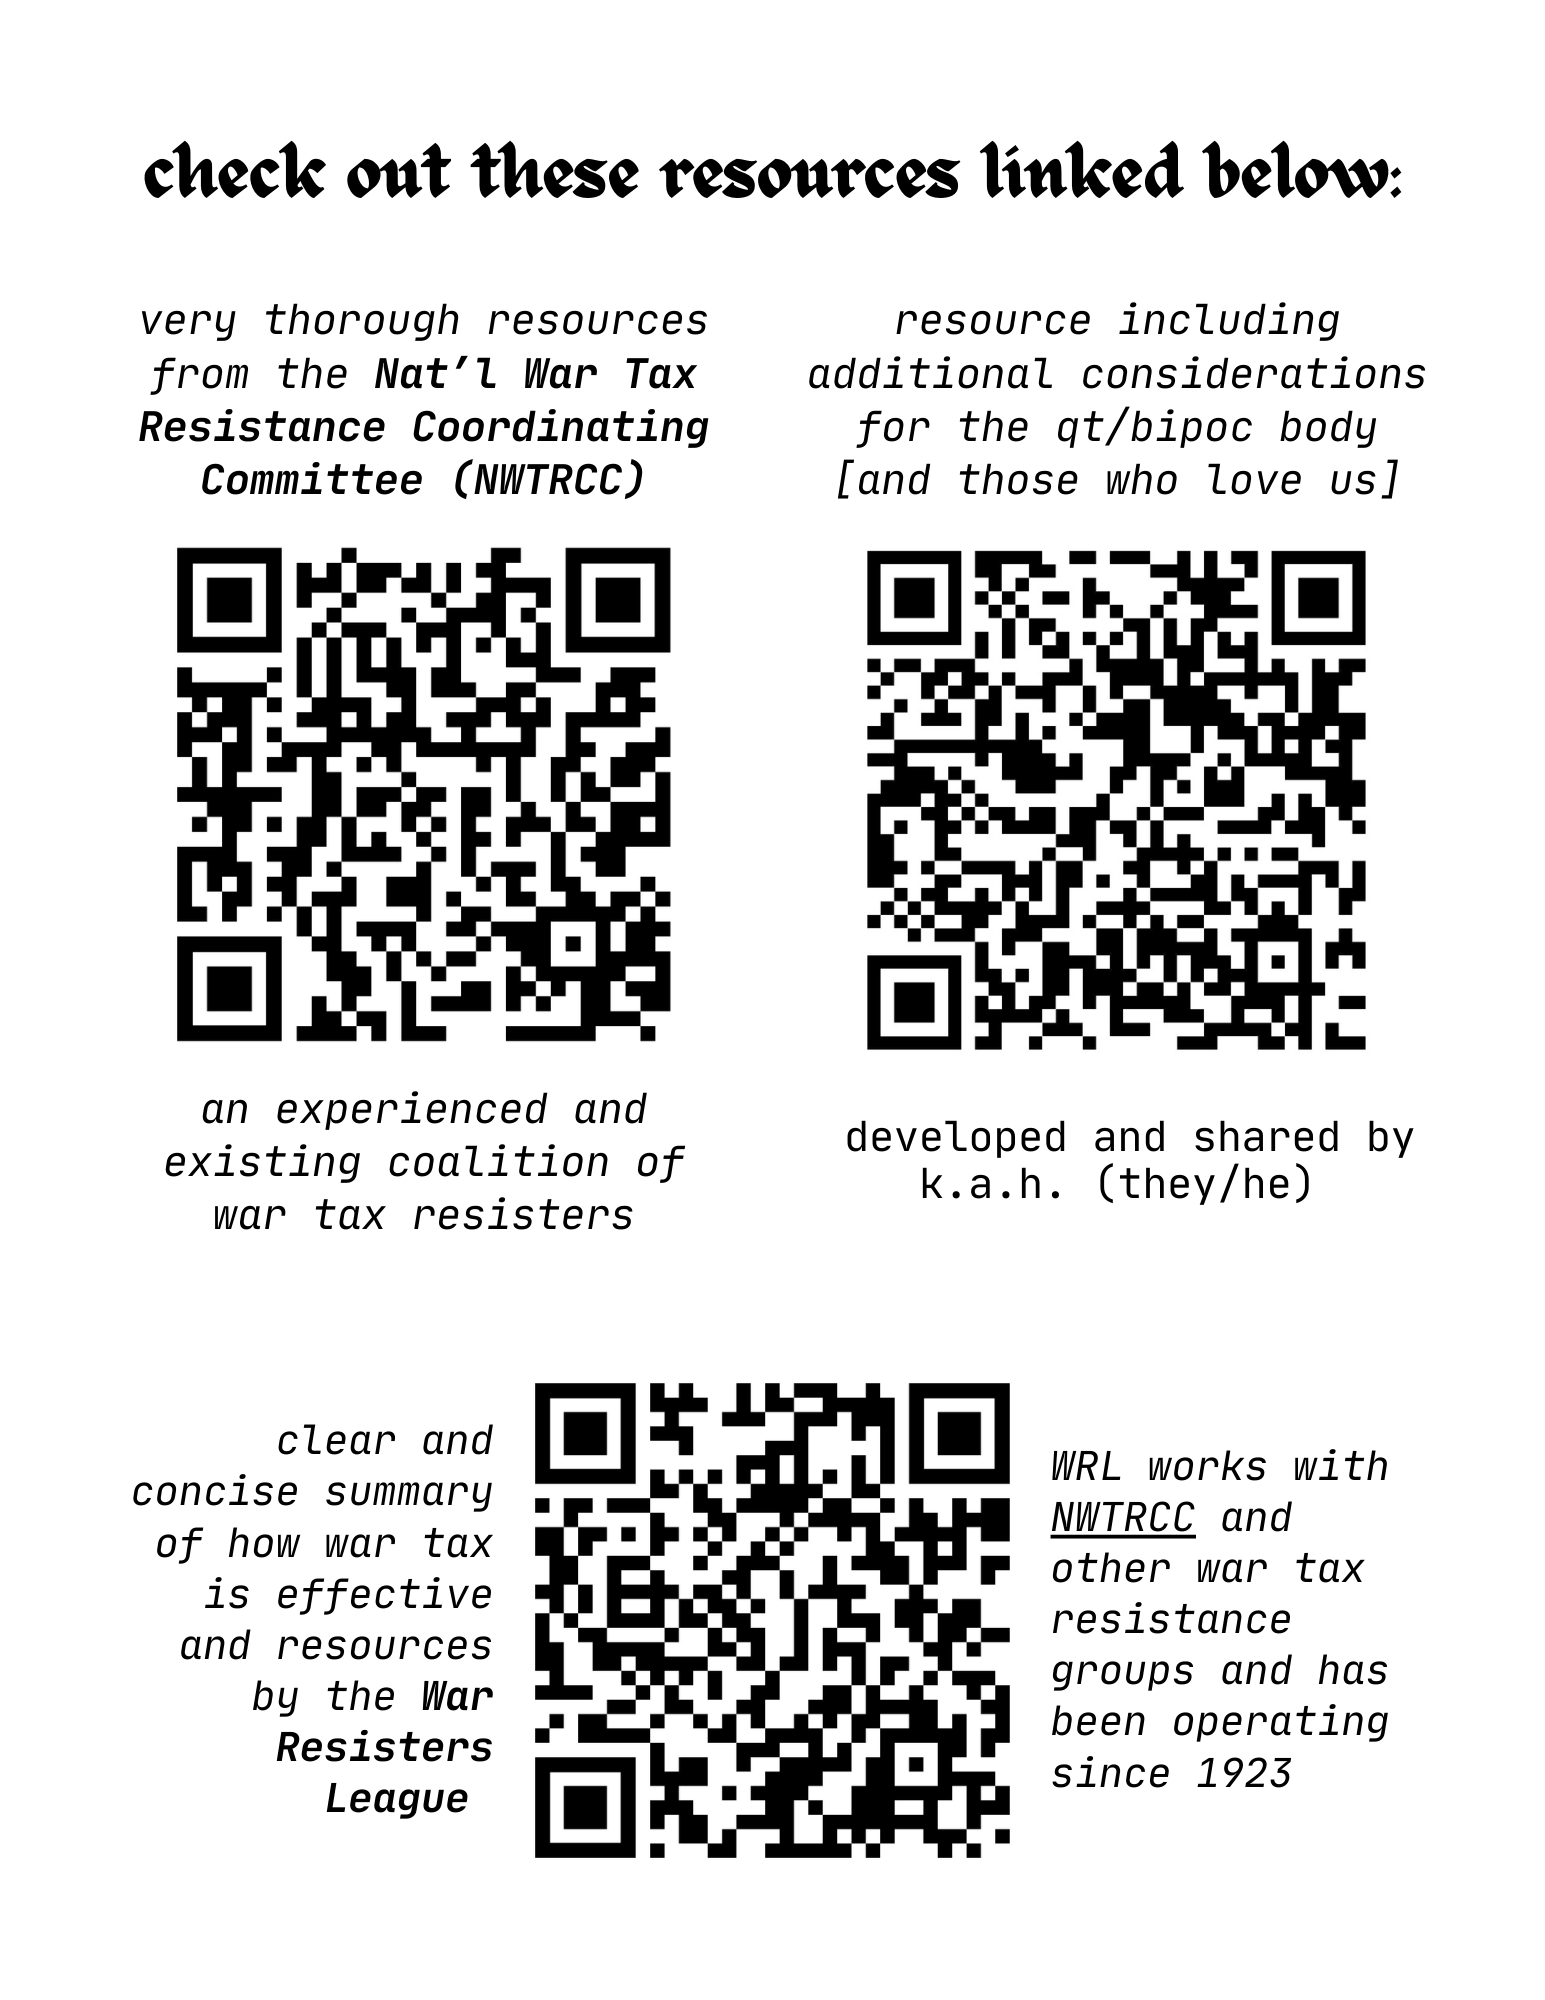 check out these resources linked below:
very thorough resources
from the Nat’l War Tax
Resistance Coordinating
Committee (NWTRCC)
an experienced and
existing coalition of
war tax resisters
resource including
additional considerations
for the qt/bipoc body
[and those who love us]
developed and shared by
k.a.h. (they/he)
clear and
concise summary
of how war tax
is effective
and resources
by the War
Resisters
League
WRL works with
NWTRCC and
other war tax
resistance
groups and has
been operating
since 1923